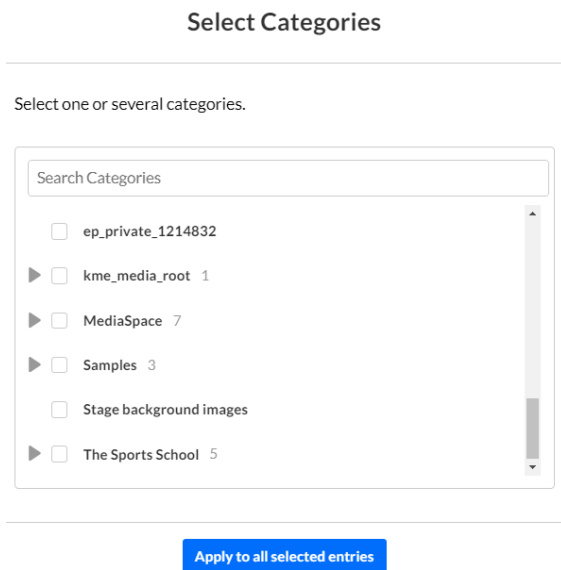 Select Categories
Select one or several categories.
Search Categories
ep_private_1214832
kme_media_root 1
MediaSpace 7
Samples 3
Stage background images
The Sports School 5
Apply to all selected entries